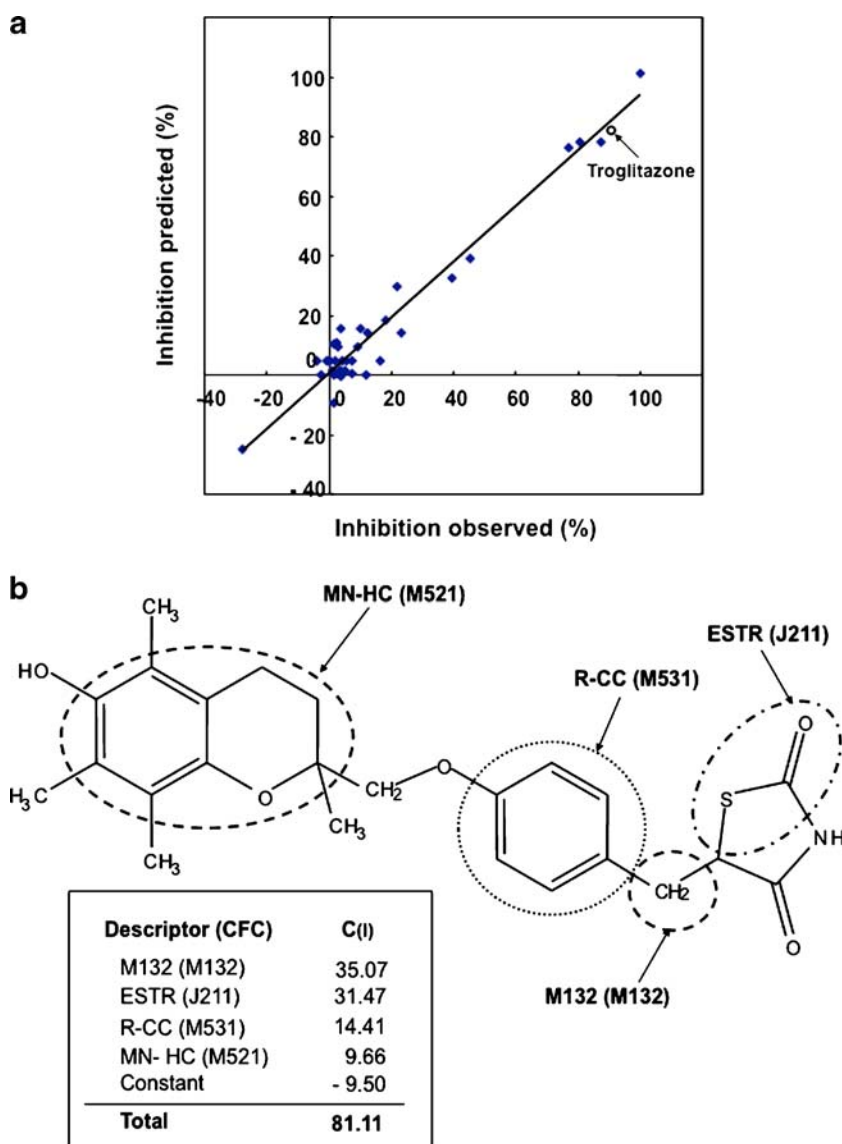 a
Inhibition predicted (%)
100
80
60
40
20
0
- 20
- 40
-40
-20
0
20
40
60
80
100
Troglitazone
Inhibition observed (%)
b
MN-HC (M521)
ESTR (J211)
R-CC (M531)
CH3
HO
H3C
CH3
O
CH3
CH2
O
S
O
NH
CH2
O
M132 (M132)
Descriptor (CFC) C(I)
M132 (M132) 35.07
ESTR (J211) 31.47
R-CC (M531) 14.41
MN- HC (M521) 9.66
Constant - 9.50
Total 81.11